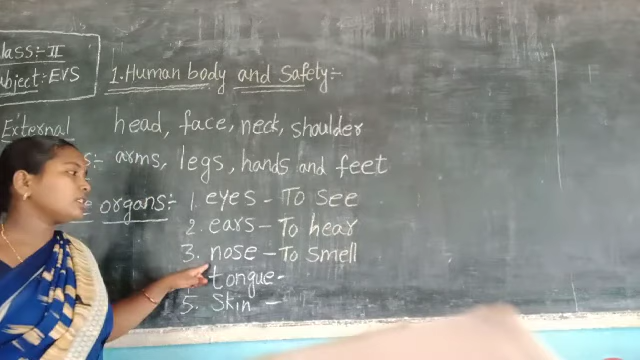 lass:- II
ubject:- EVS
1. Human body and Safety:-
External head, face, neck, shoulder
s:- arms, legs, hands and feet
e organs:- 1. eyes - To See
2. ears - To hear
3. nose - To Smell
tongue -
5. Skin -